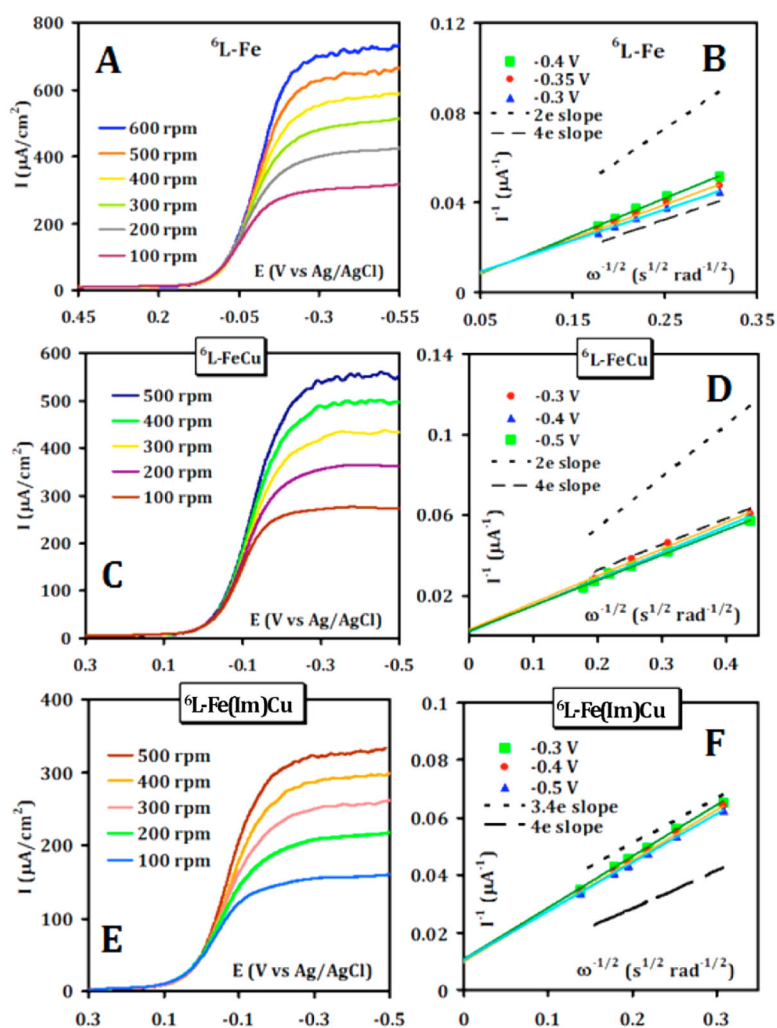 A
⁶L-Fe
I (µA/cm²)
800
600
400
200
0
600 rpm
500 rpm
400 rpm
300 rpm
200 rpm
100 rpm
E (V vs Ag/AgCl)
0.45
0.2
-0.05
-0.3
-0.55
B
⁶L-Fe
I⁻¹ (µA⁻¹)
0.12
0.08
0.04
0
-0.4 V
-0.35 V
-0.3 V
2e slope
4e slope
ω⁻¹/² (s¹/² rad⁻¹/²)
0.05
0.15
0.25
0.35
C
⁶L-FeCu
I (µA/cm²)
600
500
400
300
200
100
0
500 rpm
400 rpm
300 rpm
200 rpm
100 rpm
E (V vs Ag/AgCl)
0.3
0.1
-0.1
-0.3
-0.5
D
⁶L-FeCu
I⁻¹ (µA⁻¹)
0.14
0.1
0.06
0.02
-0.3 V
-0.4 V
-0.5 V
2e slope
4e slope
ω⁻¹/² (s¹/² rad⁻¹/²)
0
0.1
0.2
0.3
0.4
E
⁶L-Fe(Im)Cu
I (µA/cm²)
400
300
200
100
0
500 rpm
400 rpm
300 rpm
200 rpm
100 rpm
E (V vs Ag/AgCl)
0.3
0.1
-0.1
-0.3
-0.5
F
⁶L-Fe(Im)Cu
I⁻¹ (µA⁻¹)
0.1
0.08
0.06
0.04
0.02
0
-0.3 V
-0.4 V
-0.5 V
3.4e slope
4e slope
ω⁻¹/² (s¹/² rad⁻¹/²)
0
0.1
0.2
0.3